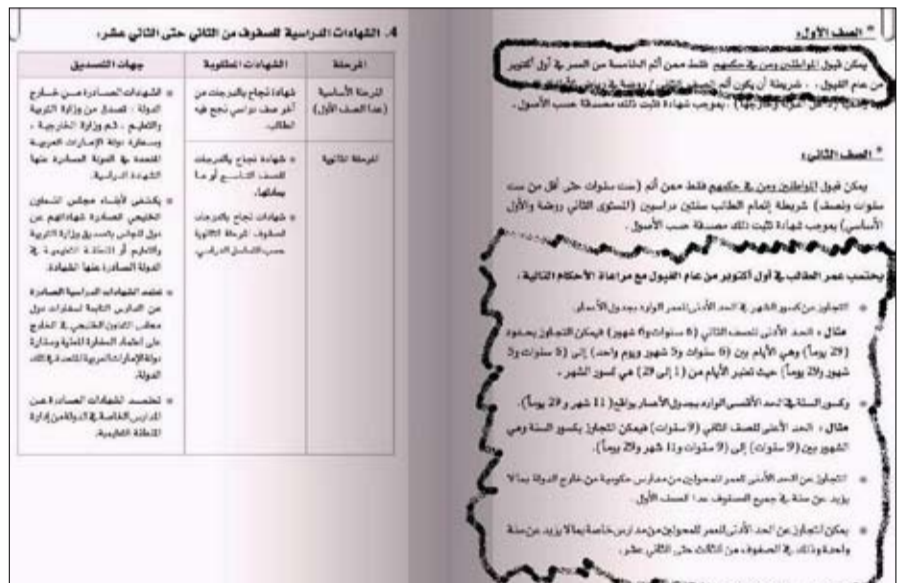 * الصف الأول:
يمكن قبول المواطنين ومن في حكمهم فقط ممن أتم الخامسة من العمر في أول أكتوبر
من عام القبول ، شريطة أن يكون أتم الصف الثاني / روضة في رياض الأطفال
وخارجها) ، بموجب شهادة تثبت ذلك مصدقة حسب الأصول .
* الصف الثاني:
يمكن قبول المواطنين ومن في حكمهم فقط ممن أتم (ست سنوات حتى أقل من ست
سنوات ونصف) شريطة إتمام الطالب سنتين دراسيين (المستوى الثاني روضة والأول
الأساسي) بموجب شهادة تثبت ذلك مصدقة حسب الأصول .
يحتسب عمر الطالب في أول أكتوبر من عام القبول مع مراعاة الأحكام التالية :
التجاوز عن كسور الشهر في الحد الأدنى للعمر الوارد بجدول الأعمار.
مثال : الحد الأدنى للصف الثاني (6 سنوات و6 شهور) فيمكن التجاوز بحدود
(29 يوماً) وهي الأيام بين (6 سنوات و5 شهور ويوم واحد) إلى (6 سنوات و5
شهور و29 يوماً) حيث تعتبر الأيام من (1 إلى 29) هي كسور الشهر .
وكسور السنة في الحد الأقصى الوارد بجدول الأعمار بواقع (11 شهر و 29 يوماً).
مثال : الحد الأعلى للصف الثاني (9 سنوات) فيمكن التجاوز بكسور السنة وهي
الشهور بين (9 سنوات) إلى (9 سنوات و11 شهر و29 يوماً).
التجاوز عن الحد الأدنى للعمر للمحولين من مدارس حكومية من خارج الدولة بما لا
يزيد عن سنة في جميع الصفوف عدا الصف الأول .
يمكن التجاوز عن الحد الأدنى للعمر للمحولين من مدارس خاصة بما لا يزيد عن سنة
واحدة وذلك في الصفوف من الثالث حتى الثاني عشر.
4. الشهادات الدراسية للصفوف من الثاني حتى الثاني عشر:
المرحلة الشهادات المطلوبة جهات التصديق
المرحلة الأساسية
(عدا الصف الأول)
شهادة نجاح بالدرجات من
آخر صف دراسي نجح فيه
الطالب.
المرحلة الثانوية
شهادة نجاح بالدرجات
للصف التاسع أو ما
يعادلها.
شهادات نجاح بالدرجات
لصفوف المرحلة الثانوية
حسب التسلسل الدراسي.
الشهادات الصادرة من خارج
الدولة : تصدق من وزارة التربية
والتعليم ، ثم وزارة الخارجية ،
وسفارة دولة الإمارات العربية
المتحدة في الدولة الصادرة عنها
الشهادة الدراسية.
يكتفى لأبناء مجلس التعاون
الخليجي الصادرة شهاداتهم عن
دول المجلس بتصديق وزارة التربية
والتعليم أو المنطقة التعليمية في
الدولة الصادرة عنها الشهادة.
تعتمد الشهادات الدراسية الصادرة
عن المدارس التابعة لسفارات دول
مجلس التعاون الخليجي في الخارج
على اعتماد السفارة المعنية وسفارة
دولة الإمارات العربية المتحدة في تلك
الدولة.
تعتمد الشهادات الصادرة عن
المدارس الخاصة في الدولة من إدارة
المنطقة التعليمية.